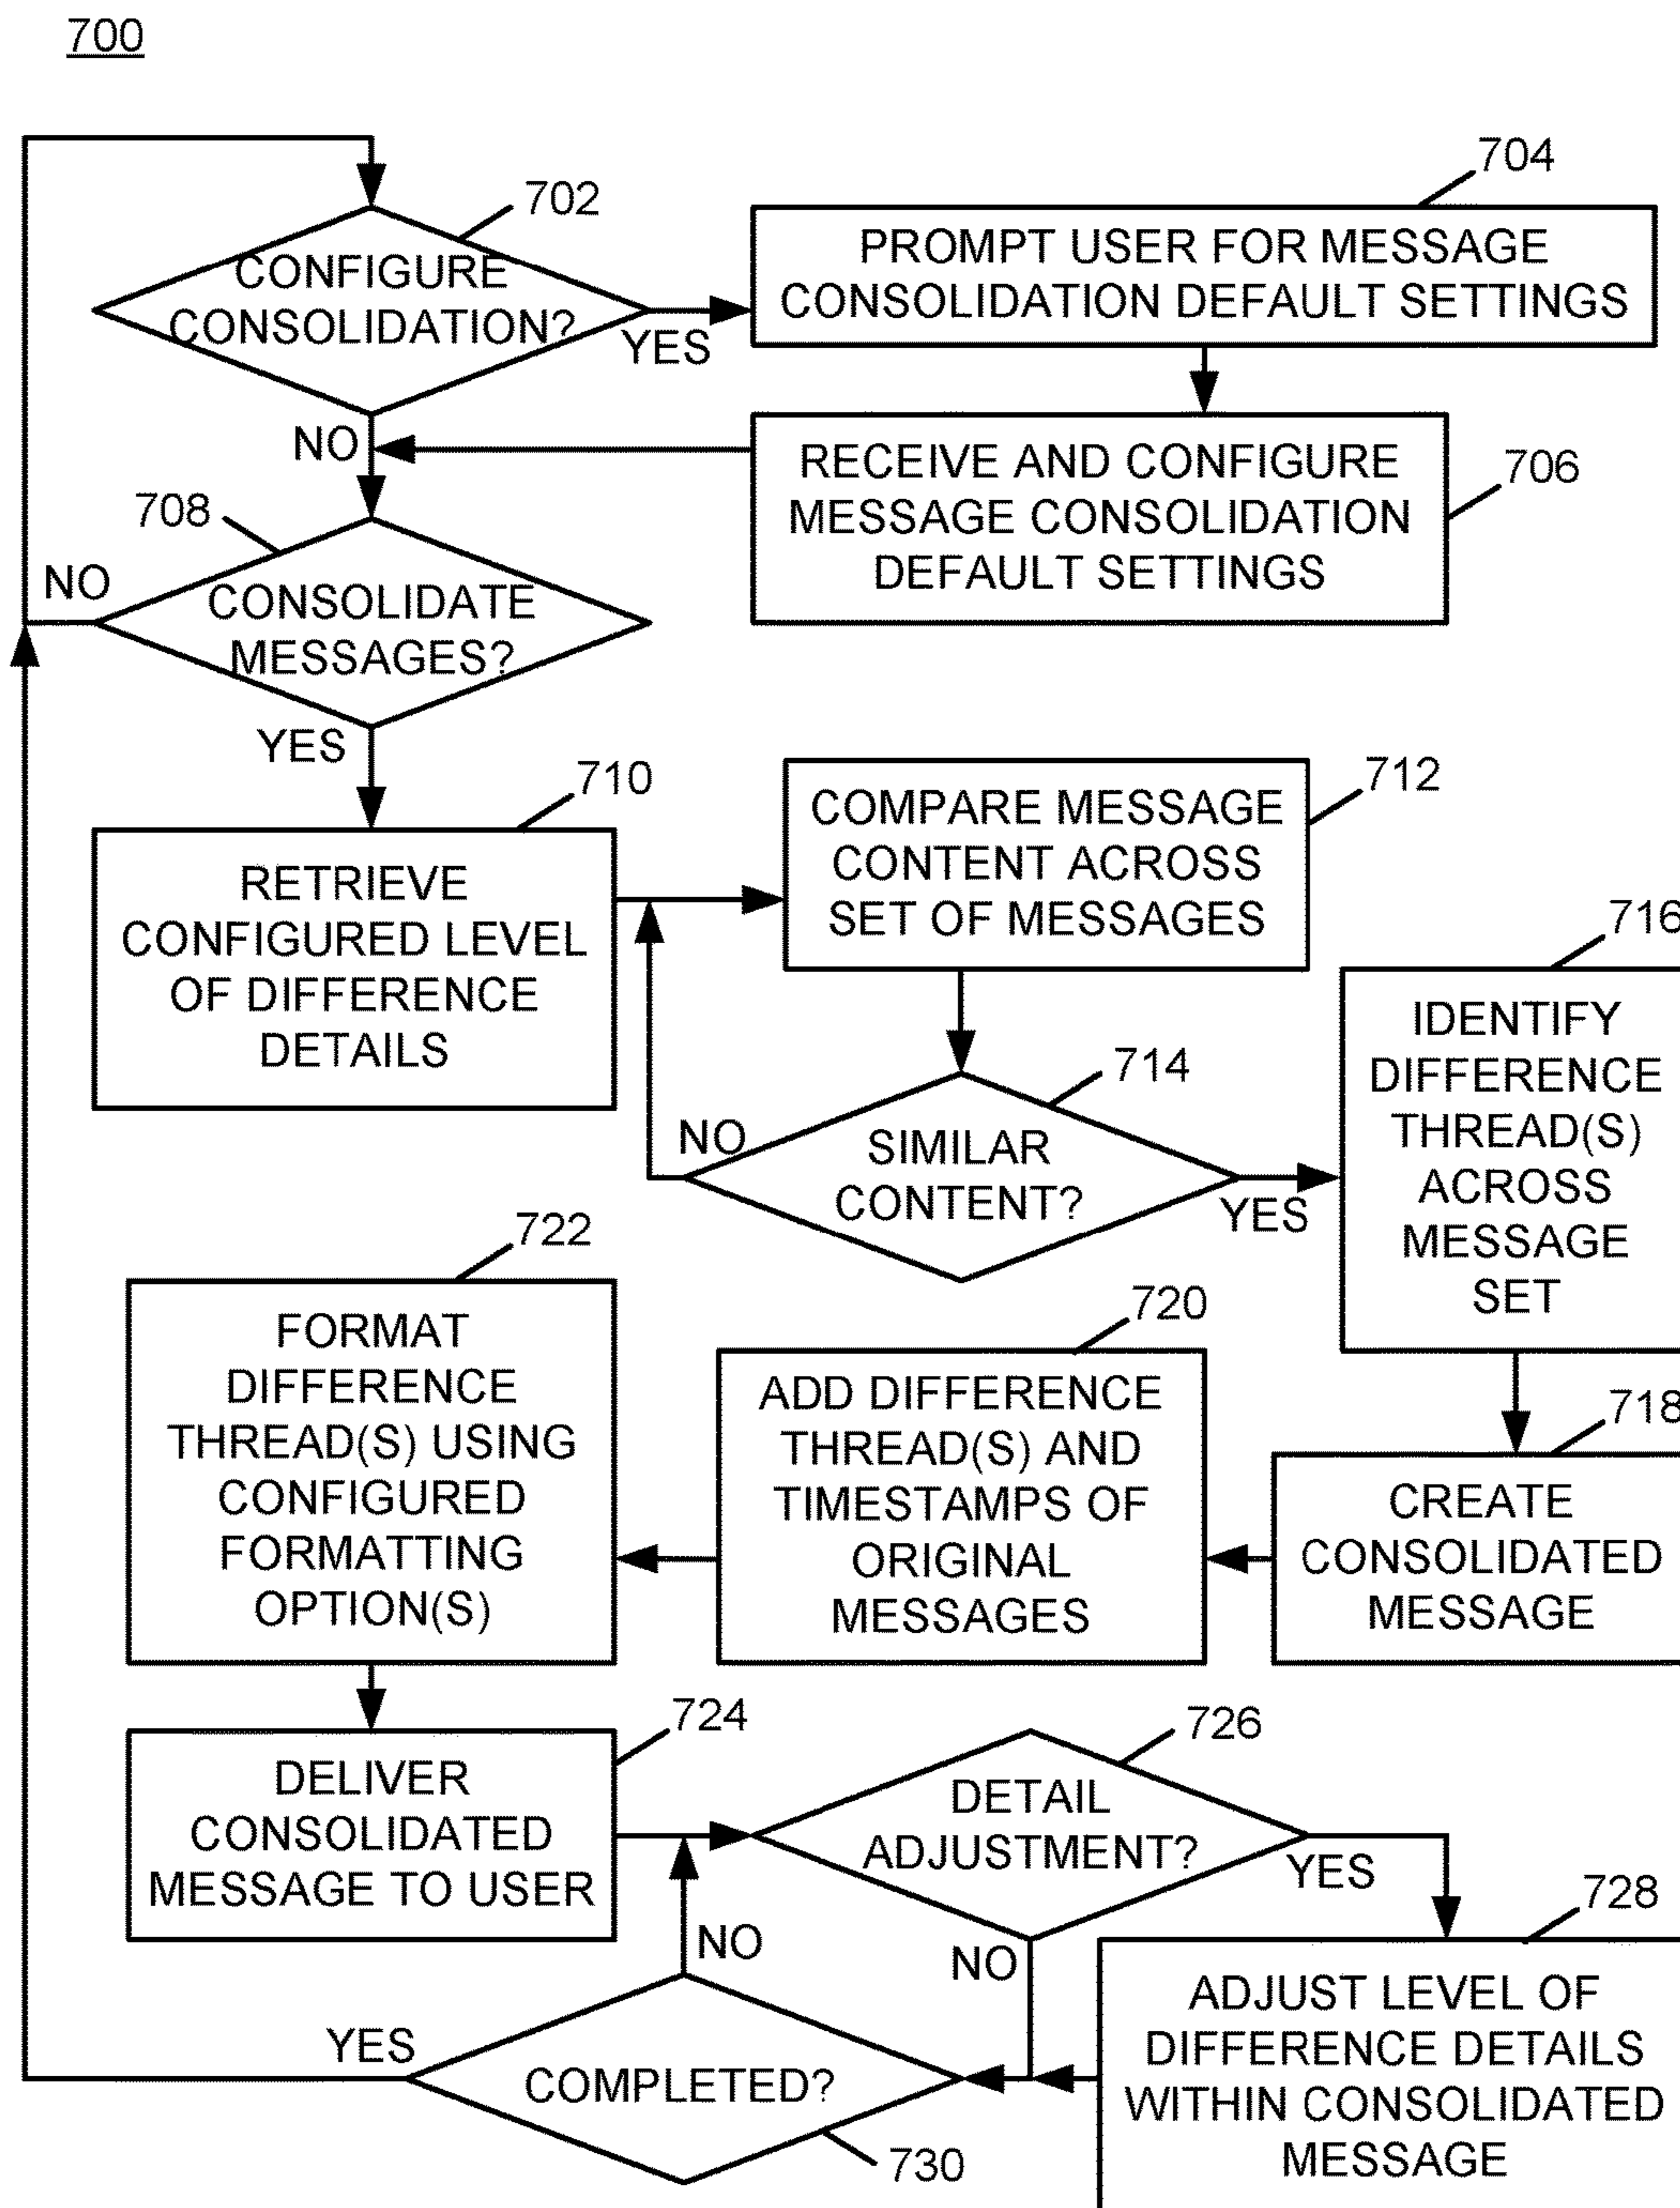 700
702
CONFIGURE
CONSOLIDATION?
YES
NO
704
PROMPT USER FOR MESSAGE
CONSOLIDATION DEFAULT SETTINGS
RECEIVE AND CONFIGURE
MESSAGE CONSOLIDATION
DEFAULT SETTINGS
706
708
NO
CONSOLIDATE
MESSAGES?
YES
710
RETRIEVE
CONFIGURED LEVEL
OF DIFFERENCE
DETAILS
712
COMPARE MESSAGE
CONTENT ACROSS
SET OF MESSAGES
714
NO
SIMILAR
CONTENT?
YES
716
IDENTIFY
DIFFERENCE
THREAD(S)
ACROSS
MESSAGE
SET
718
CREATE
CONSOLIDATED
MESSAGE
720
ADD DIFFERENCE
THREAD(S) AND
TIMESTAMPS OF
ORIGINAL
MESSAGES
722
FORMAT
DIFFERENCE
THREAD(S) USING
CONFIGURED
FORMATTING
OPTION(S)
724
DELIVER
CONSOLIDATED
MESSAGE TO USER
726
DETAIL
ADJUSTMENT?
YES
NO
728
ADJUST LEVEL OF
DIFFERENCE DETAILS
WITHIN CONSOLIDATED
MESSAGE
NO
YES
COMPLETED?
730